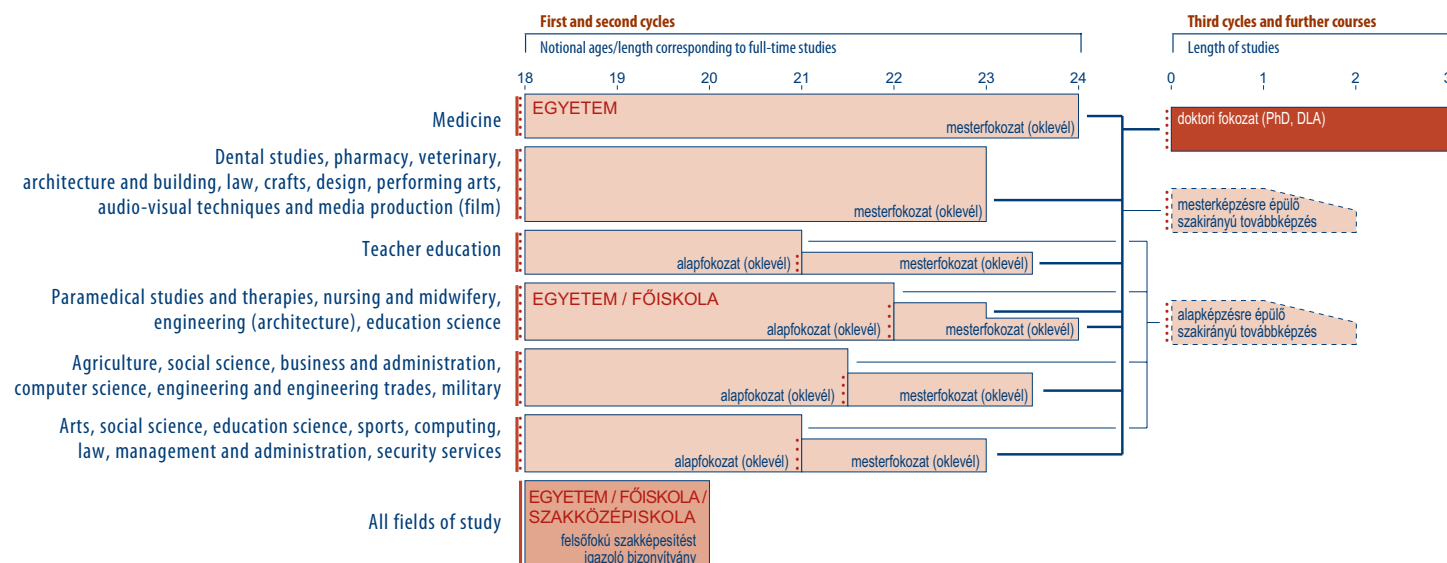 First and second cycles
Third cycles and further courses
Notional ages/length corresponding to full-time studies
Length of studies
18 19 20 21 22 23 24
0 1 2 3
Medicine
EGYETEM
mesterfokozat (oklevél)
doktori fokozat (PhD, DLA)
Dental studies, pharmacy, veterinary,
architecture and building, law, crafts, design, performing arts,
audio-visual techniques and media production (film)
mesterfokozat (oklevél)
mesterképzésre épülő
szakirányú továbbképzés
Teacher education
alapfokozat (oklevél)
mesterfokozat (oklevél)
Paramedical studies and therapies, nursing and midwifery,
engineering (architecture), education science
EGYETEM / FŐISKOLA
alapfokozat (oklevél)
mesterfokozat (oklevél)
alapképzésre épülő
szakirányú továbbképzés
Agriculture, social science, business and administration,
computer science, engineering and engineering trades, military
alapfokozat (oklevél)
mesterfokozat (oklevél)
Arts, social science, education science, sports, computing,
law, management and administration, security services
alapfokozat (oklevél)
mesterfokozat (oklevél)
All fields of study
EGYETEM / FŐISKOLA /
SZAKKÖZÉPISKOLA
felsőfokú szakképesítést
igazoló bizonyítvány